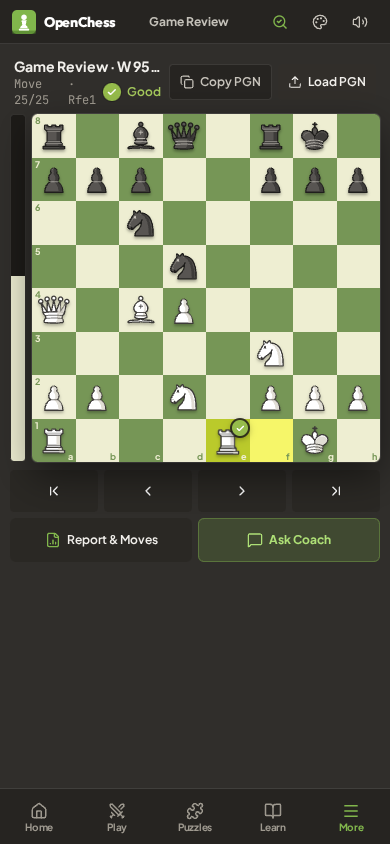 OpenChess
Game Review
Game Review · W 95…
Move · 
25/25 Rfe1
Good
Copy PGN
Load PGN
8
7
6
5
4
3
2
1
a b c d e f g h
Report & Moves
Ask Coach
Home
Play
Puzzles
Learn
More